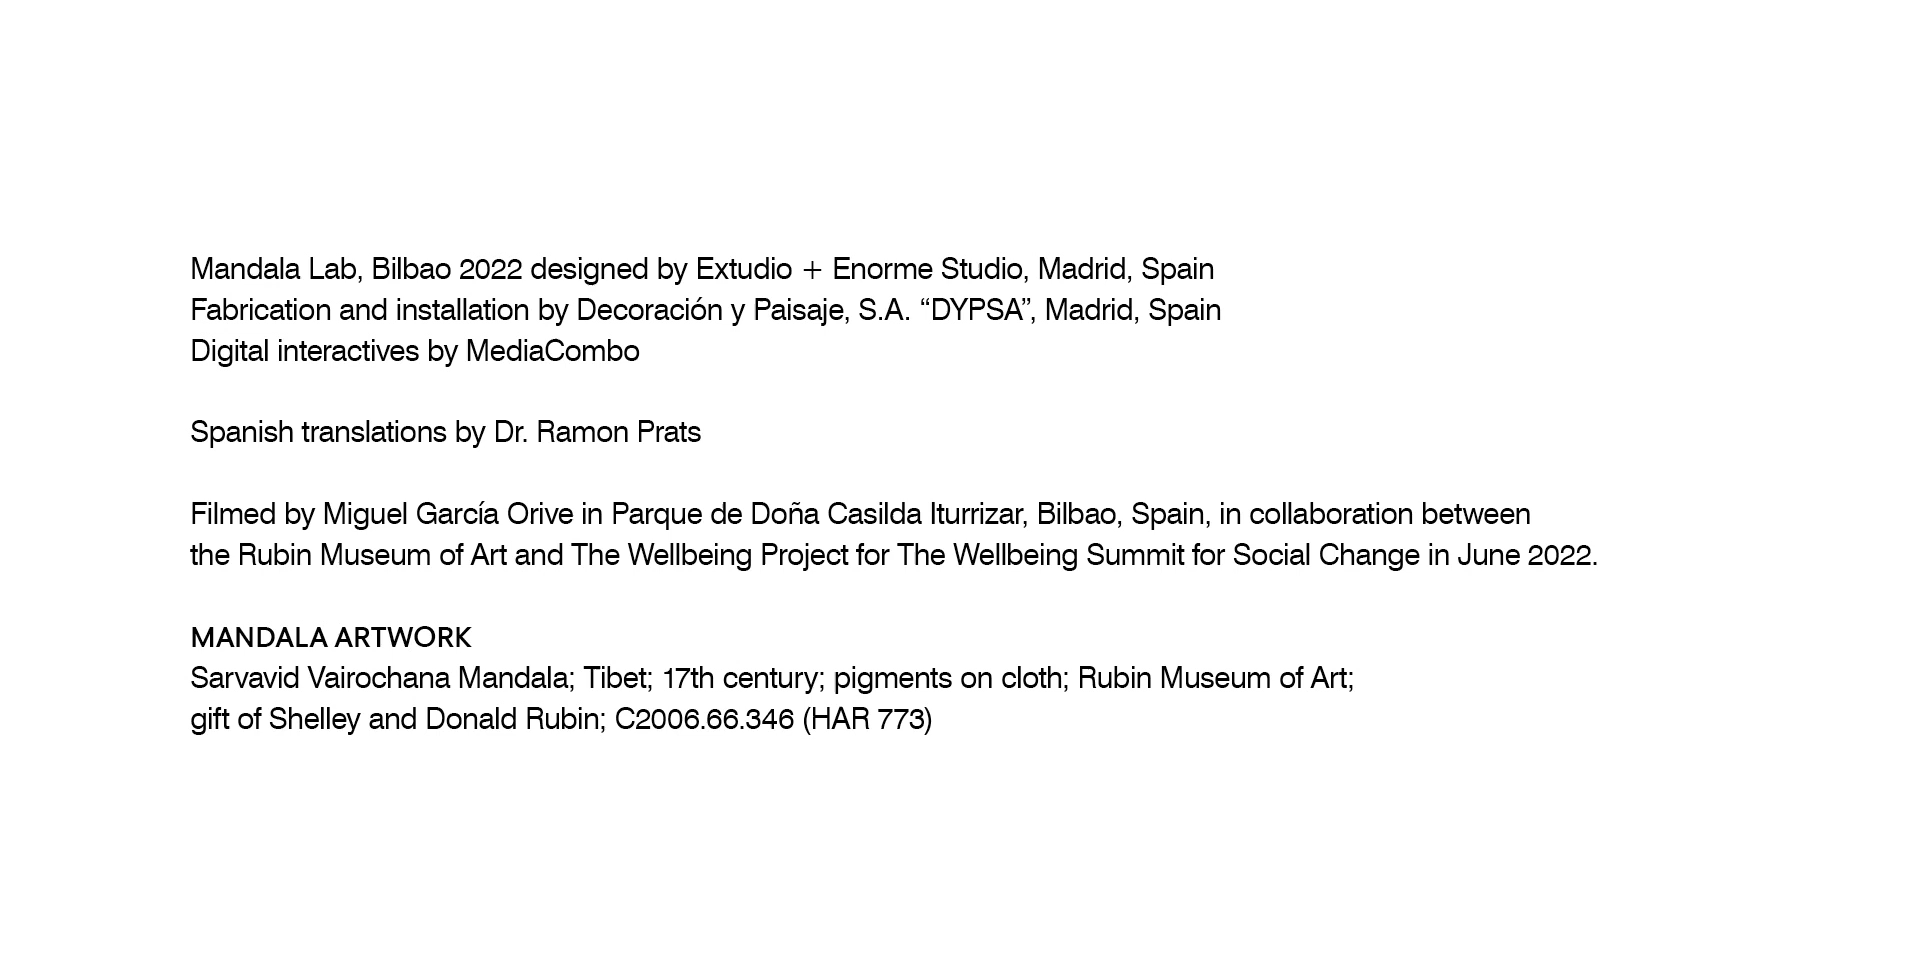 Mandala Lab, Bilbao 2022 designed by Extudio + Enorme Studio, Madrid, Spain
Fabrication and installation by Decoración y Paisaje, S.A. “DYPSA”, Madrid, Spain
Digital interactives by MediaCombo
Spanish translations by Dr. Ramon Prats
Filmed by Miguel García Orive in Parque de Doña Casilda Iturrizar, Bilbao, Spain, in collaboration between
the Rubin Museum of Art and The Wellbeing Project for The Wellbeing Summit for Social Change in June 2022.
MANDALA ARTWORK
Sarvavid Vairochana Mandala; Tibet; 17th century; pigments on cloth; Rubin Museum of Art;
gift of Shelley and Donald Rubin; C2006.66.346 (HAR 773)